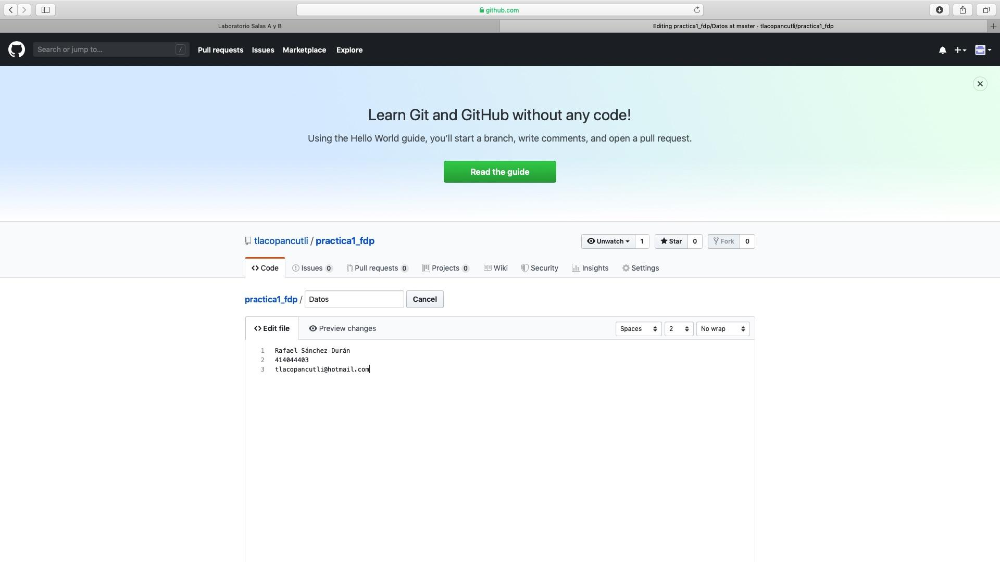 github.com
Laboratorio Salas A y B
Editing practica1_fdp/Datos at master · tlacopancutli/practica1_fdp
Search or jump to... /
Pull requests Issues Marketplace Explore
Learn Git and GitHub without any code!
Using the Hello World guide, you’ll start a branch, write comments, and open a pull request.
Read the guide
tlacopancutli / practica1_fdp
Unwatch 1 Star 0 Fork 0
Code Issues 0 Pull requests 0 Projects 0 Wiki Security Insights Settings
practica1_fdp / Datos Cancel
Edit file Preview changes Spaces 2 No wrap
1 Rafael Sánchez Durán
2 414044403
3 tlacopancutli@hotmail.com